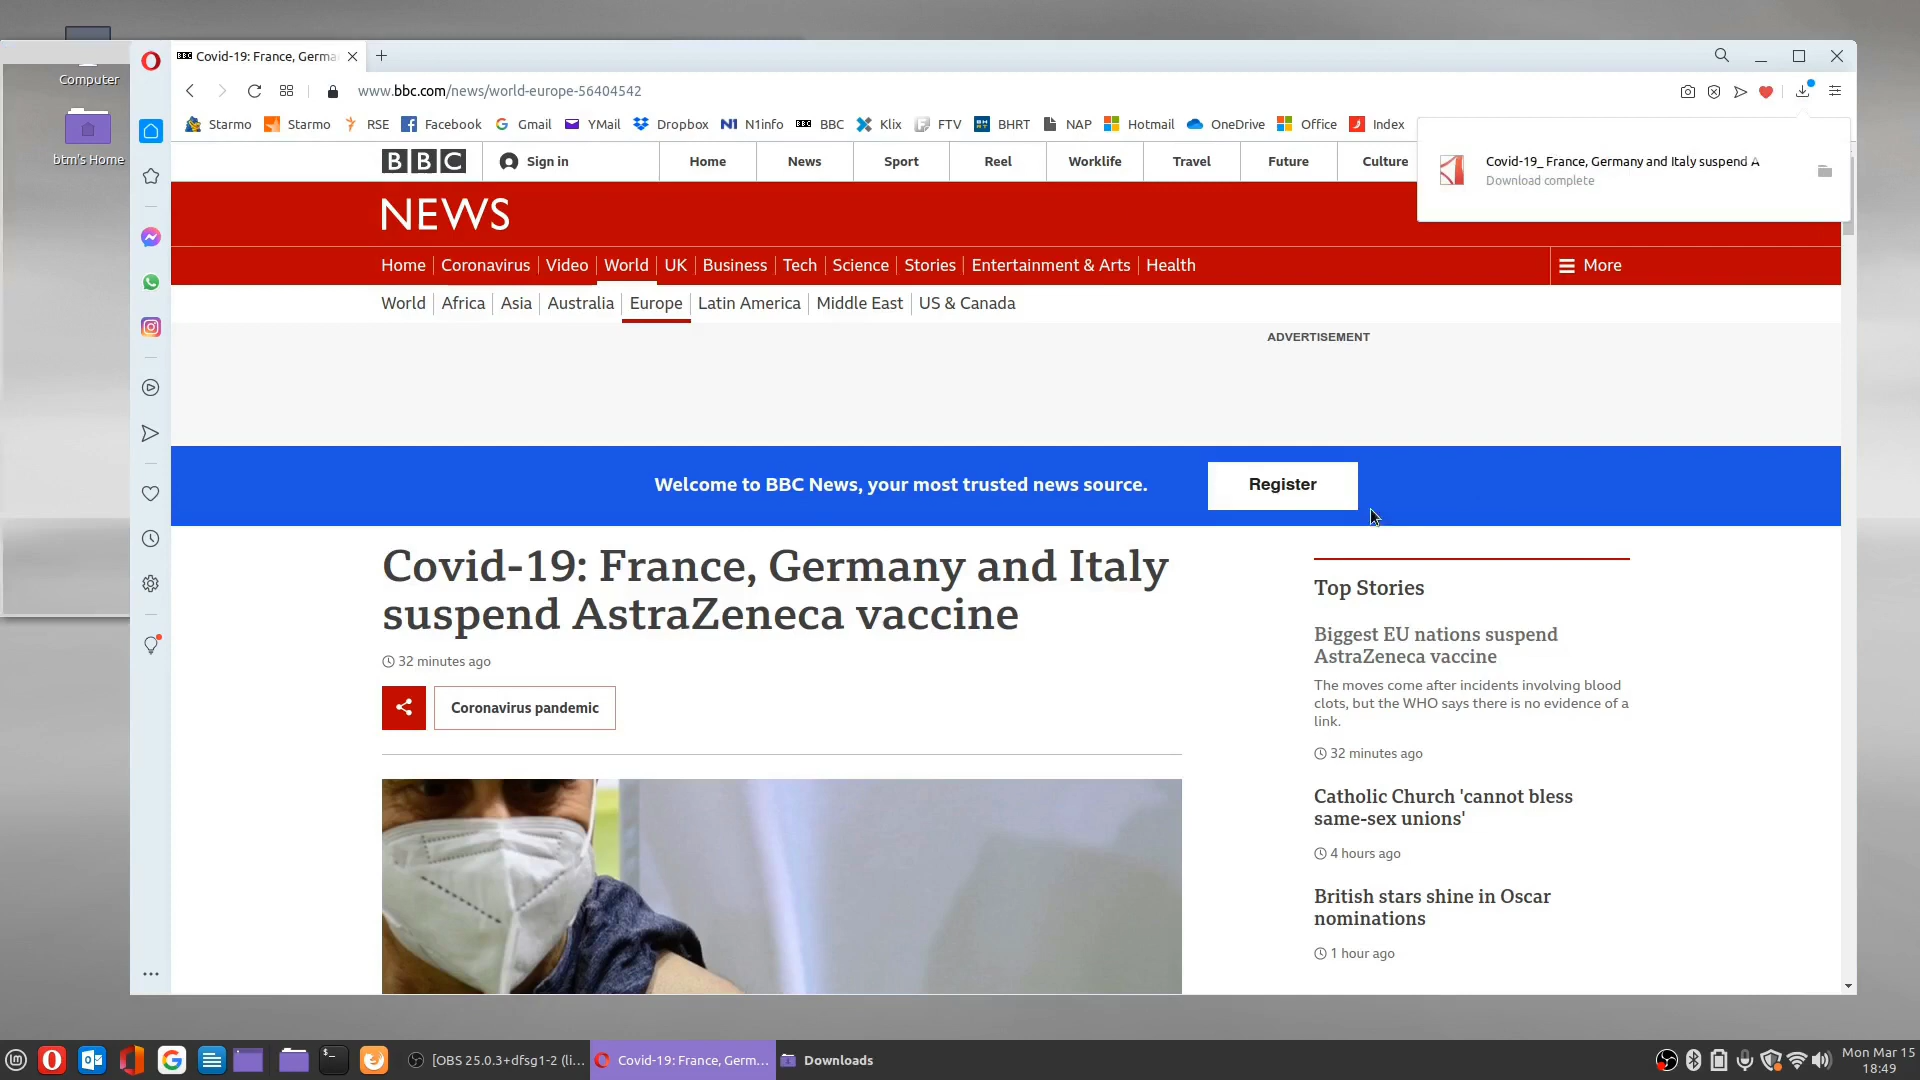 Computer
btm's Home
BBC Covid-19: France, Germa
www.bbc.com/news/world-europe-56404542
Starmo Starmo RSE Facebook Gmail YMail Dropbox N1 N1info BBC BBC Klix FTV BHRT NAP Hotmail OneDrive Office Index
Covid-19_ France, Germany and Italy suspend A
Download complete
BBC Sign in Home News Sport Reel Worklife Travel Future Culture
NEWS
Home Coronavirus Video World UK Business Tech Science Stories Entertainment & Arts Health More
World Africa Asia Australia Europe Latin America Middle East US & Canada
ADVERTISEMENT
Welcome to BBC News, your most trusted news source. Register
Covid-19: France, Germany and Italy
suspend AstraZeneca vaccine
32 minutes ago
Coronavirus pandemic
Top Stories
Biggest EU nations suspend
AstraZeneca vaccine
The moves come after incidents involving blood
clots, but the WHO says there is no evidence of a
link.
32 minutes ago
Catholic Church 'cannot bless
same-sex unions'
4 hours ago
British stars shine in Oscar
nominations
1 hour ago
[OBS 25.0.3+dfsg1-2 (li... Covid-19: France, Germ... Downloads
Mon Mar 15
18:49